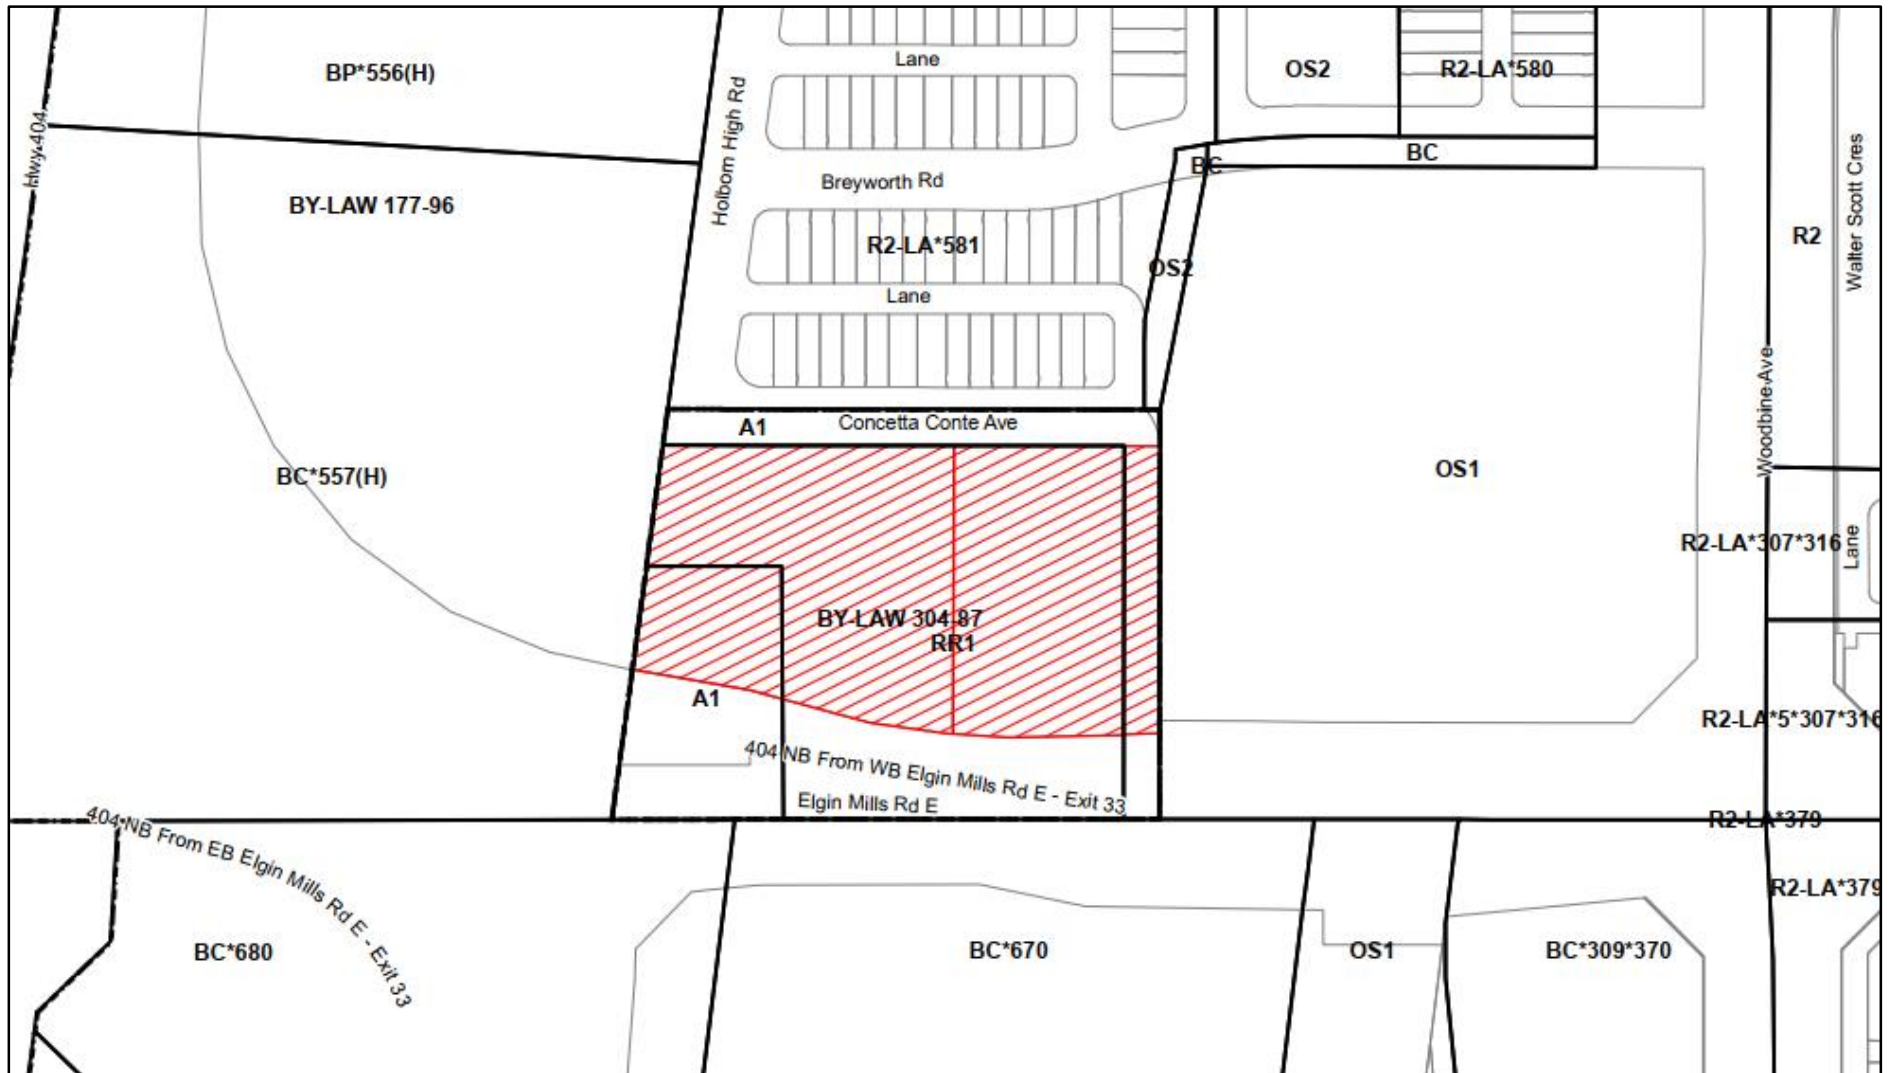 BP*556(H)
Lane
OS2
R2-LA*580
Hwy 404
Holborn High Rd
BC
BC
Breyworth Rd
BY-LAW 177-96
Walter Scott Cres
R2
R2-LA*581
OS2
Lane
Woodbine Ave
A1
Concetta Conte Ave
BC*557(H)
OS1
R2-LA*307*316
Lane
BY-LAW 304-87
RR1
A1
R2-LA*5*307*316
404 NB From WB Elgin Mills Rd E - Exit 33
Elgin Mills Rd E
R2-LA*379
404 NB From EB Elgin Mills Rd E - Exit 33
R2-LA*379
BC*680
BC*670
OS1
BC*309*370